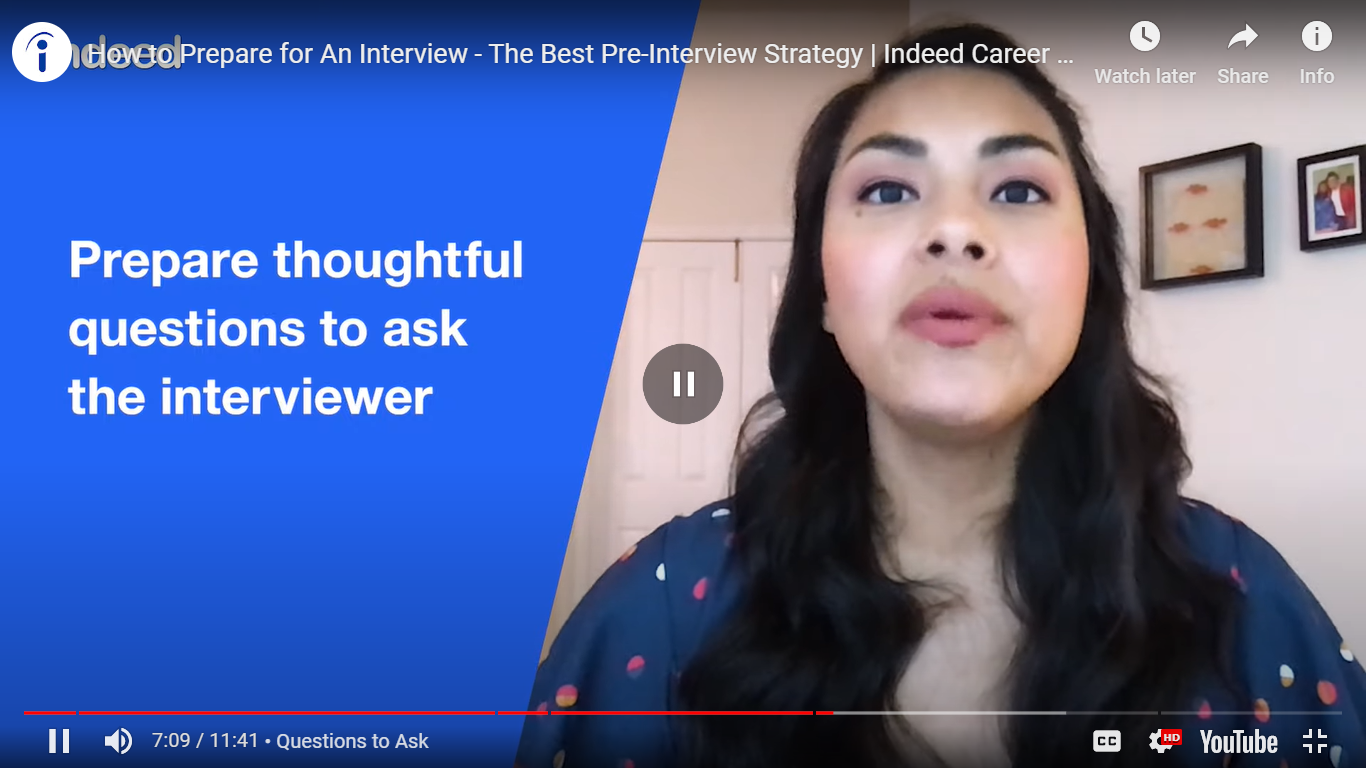 indeed
How to Prepare for An Interview - The Best Pre-Interview Strategy | Indeed Career ...
Watch later
Share
Info
Prepare thoughtful
questions to ask
the interviewer
7:09 / 11:41 • Questions to Ask
CC
HD
YouTube